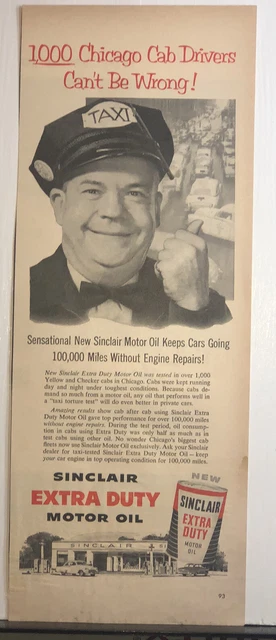 1,000 Chicago Cab Drivers
Can't Be Wrong!
TAXI
Sensational New Sinclair Motor Oil Keeps Cars Going
100,000 Miles Without Engine Repairs!
New Sinclair Extra Duty Motor Oil was tested in over 1,000
Yellow and Checker cabs in Chicago. Cabs were kept running
day and night under toughest conditions. Because cabs de-
mand so much from a motor oil, any oil that performs well in
a "taxi torture test" will do even better in private cars.
Amazing results show cab after cab using Sinclair Extra
Duty Motor Oil gave top performance for over 100,000 miles
without engine repairs. During the test period, oil consump-
tion in cabs using Extra Duty was only half as much as in
test cabs using other oil. No wonder Chicago's biggest cab
fleets now use Sinclair Motor Oil exclusively. Ask your Sinclair
dealer for taxi-tested Sinclair Extra Duty Motor Oil — keep
your car engine in top operating condition for 100,000 miles.
SINCLAIR
EXTRA DUTY
MOTOR OIL
NEW
SINCLAIR
EXTRA
DUTY
MOTOR
OIL
SINCLAIR
93